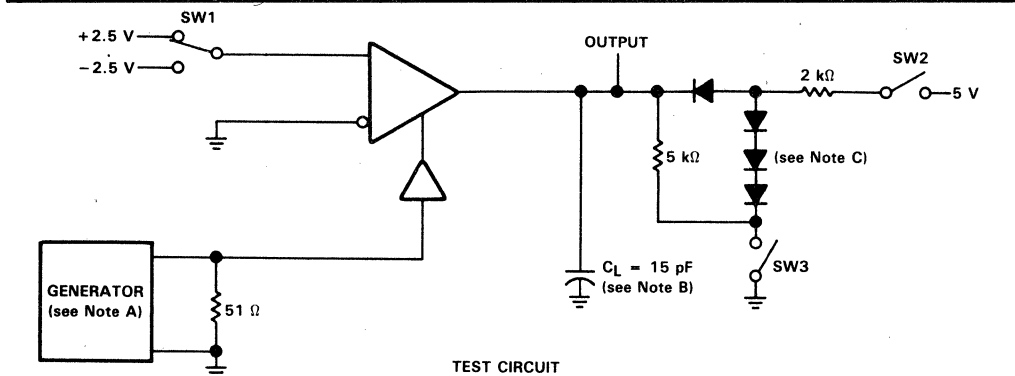 SW1
+2.5 V
−2.5 V
OUTPUT
SW2
2 kΩ
5 V
5 kΩ
(see Note C)
GENERATOR
(see Note A)
51 Ω
CL = 15 pF
(see Note B)
SW3
TEST CIRCUIT